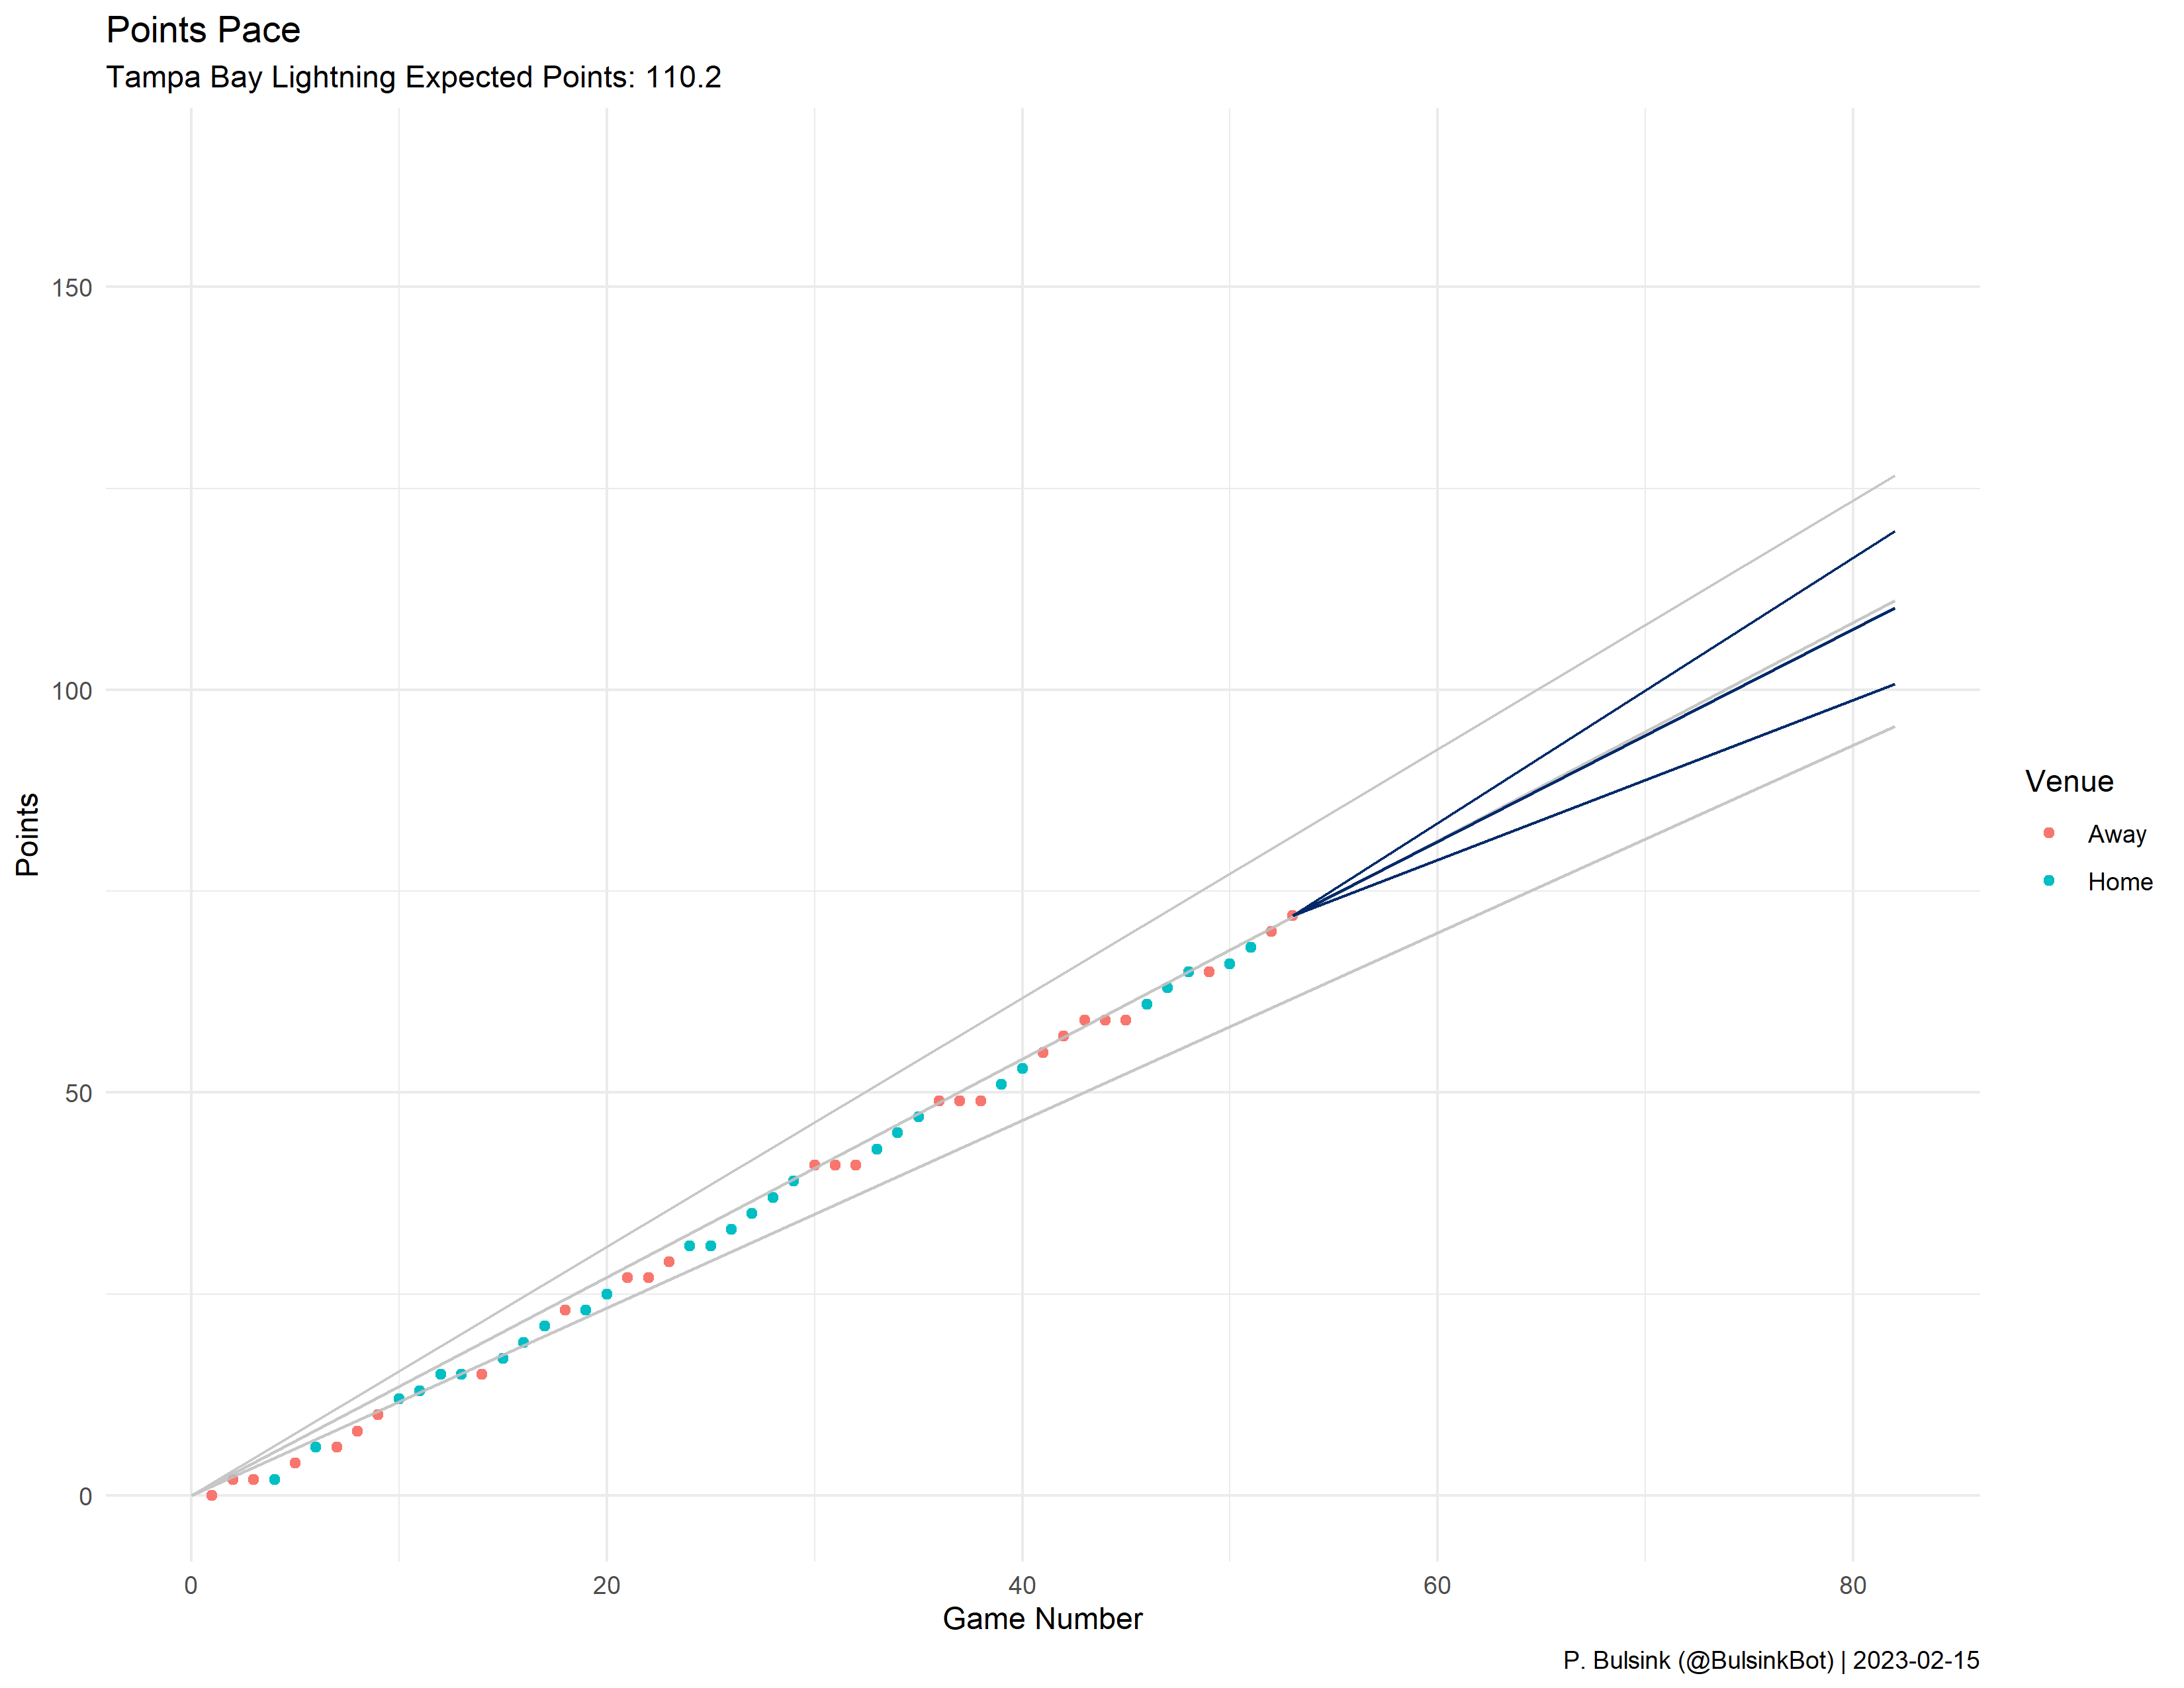 Points Pace
Tampa Bay Lightning Expected Points: 110.2
150
100
50
0
Points
0 20 40 60 80
Game Number
Venue
Away
Home
P. Bulsink (@BulsinkBot) | 2023-02-15